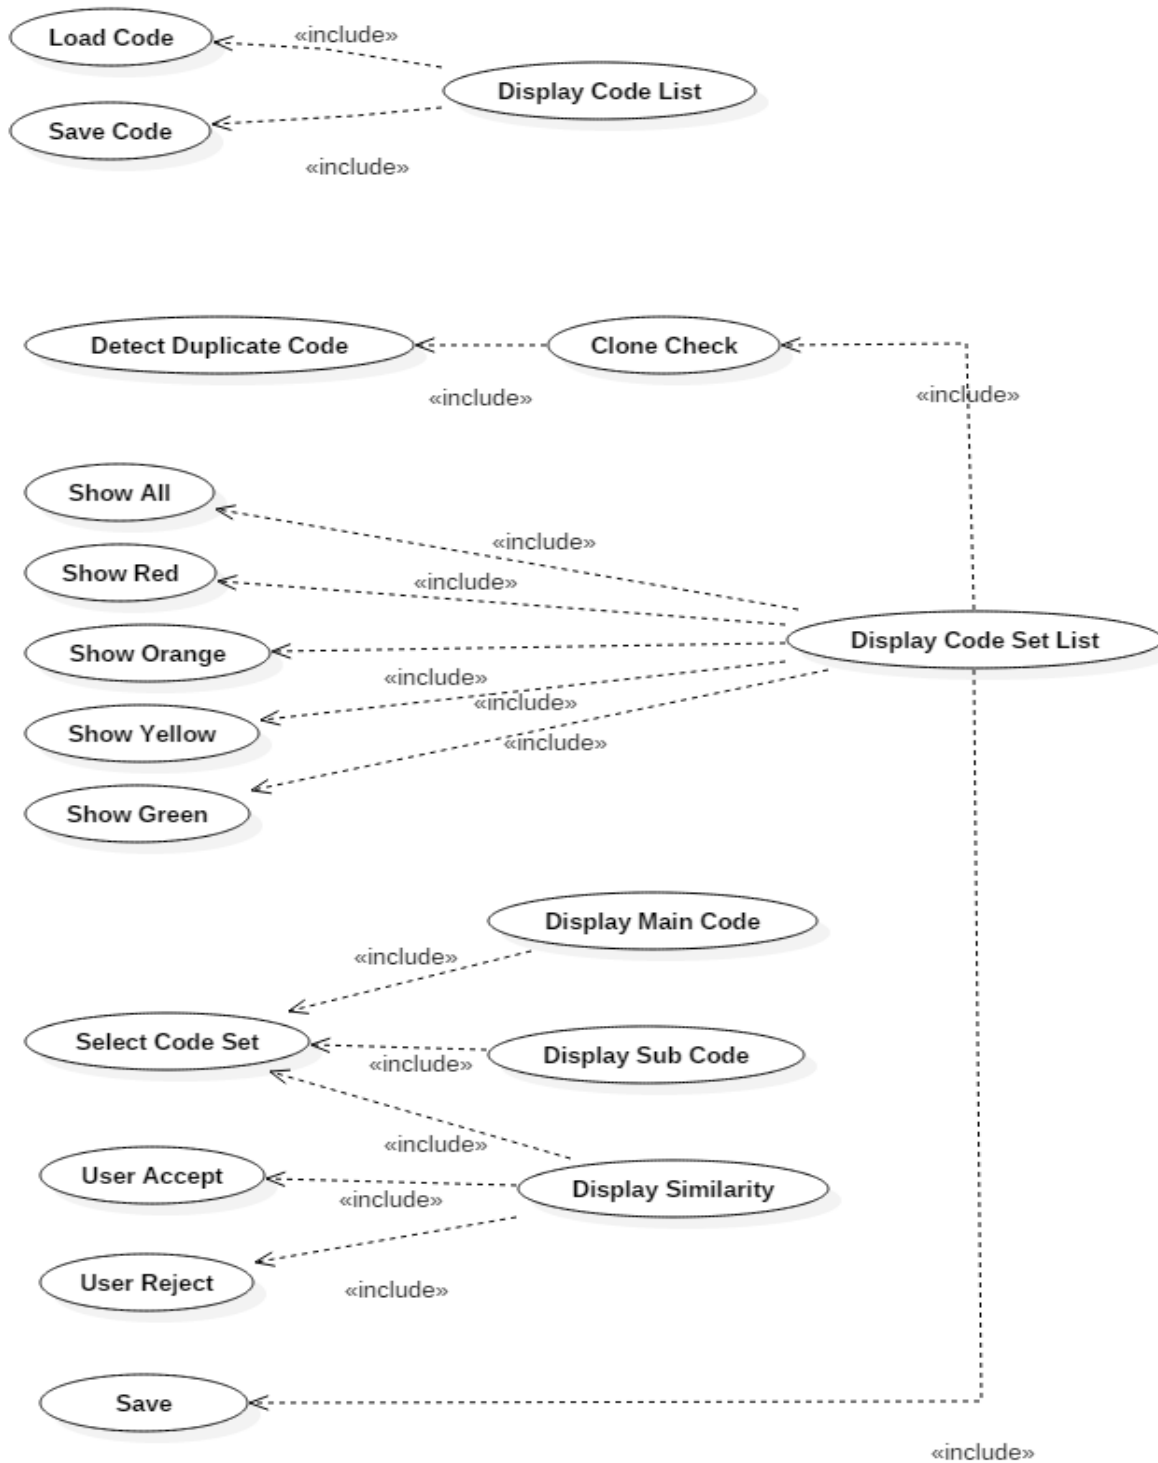 Load Code
«include»
Display Code List
Save Code
«include»
Detect Duplicate Code
Clone Check
«include»
«include»
Show All
«include»
Show Red
«include»
Display Code Set List
Show Orange
«include»
«include»
Show Yellow
«include»
Show Green
Display Main Code
«include»
Select Code Set
Display Sub Code
«include»
«include»
User Accept
Display Similarity
«include»
User Reject
«include»
Save
«include»